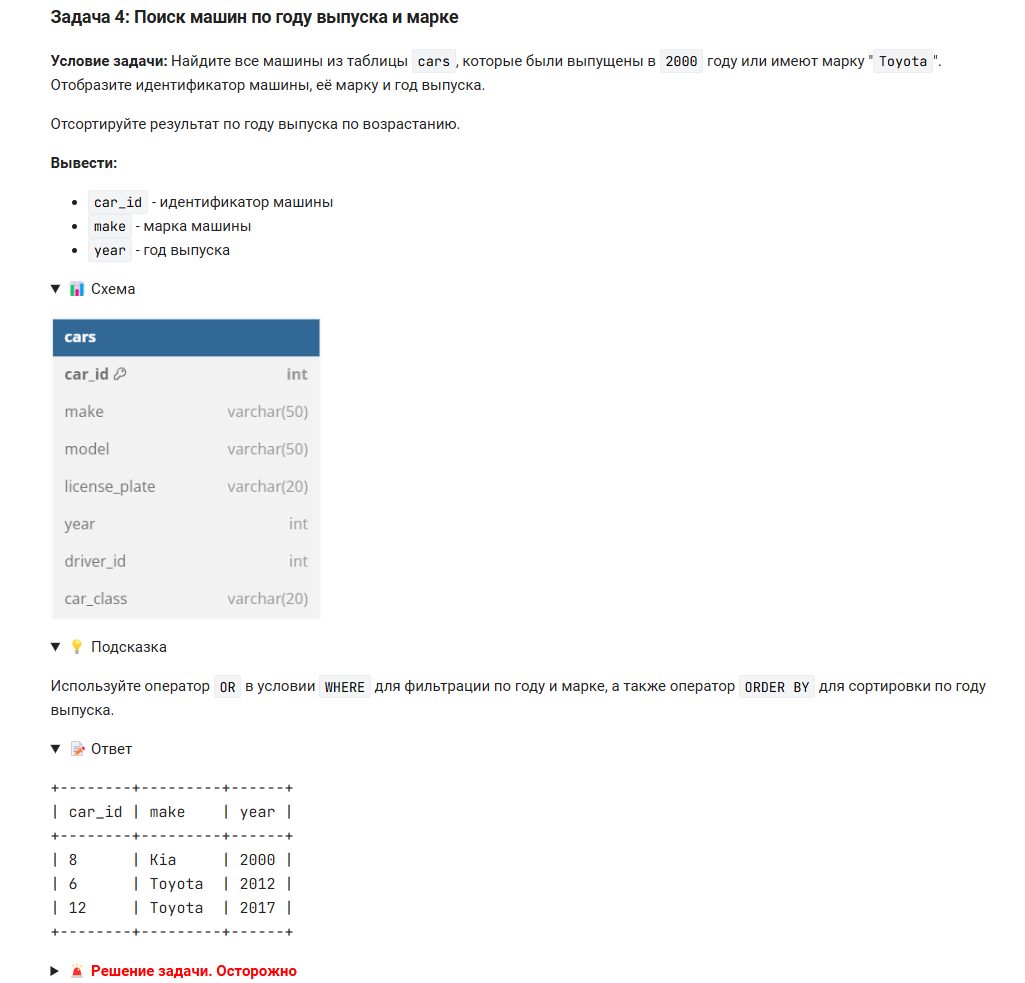 Задача 4: Поиск машин по году выпуска и марке
Условие задачи: Найдите все машины из таблицы cars, которые были выпущены в 2000 году или имеют марку "Toyota".
Отобразите идентификатор машины, её марку и год выпуска.
Отсортируйте результат по году выпуска по возрастанию.
Вывести:
• car_id - идентификатор машины
• make - марка машины
• year - год выпуска
▼ 📊 Схема
cars
car_id int
make varchar(50)
model varchar(50)
license_plate varchar(20)
year int
driver_id int
car_class varchar(20)
▼ 💡 Подсказка
Используйте оператор OR в условии WHERE для фильтрации по году и марке, а также оператор ORDER BY для сортировки по году
выпуска.
▼ 📝 Ответ
+--------+---------+------+
| car_id | make    | year |
+--------+---------+------+
| 8      | Kia     | 2000 |
| 6      | Toyota  | 2012 |
| 12     | Toyota  | 2017 |
+--------+---------+------+
▶ 🚨 Решение задачи. Осторожно